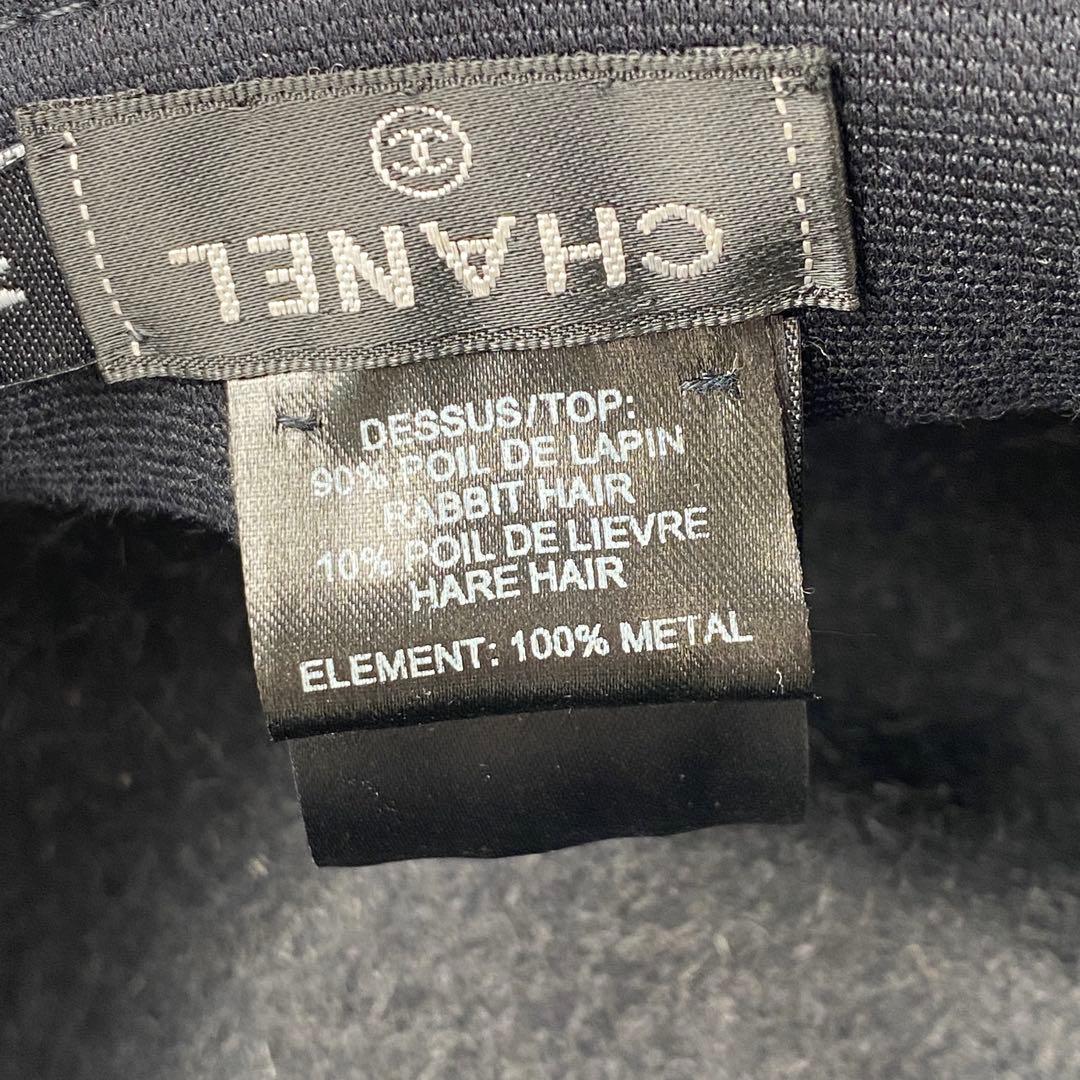 CHANEL
DESSUS/TOP:
90% POIL DE LAPIN
RABBIT HAIR
10% POIL DE LIEVRE
HARE HAIR
ELEMENT: 100% METAL